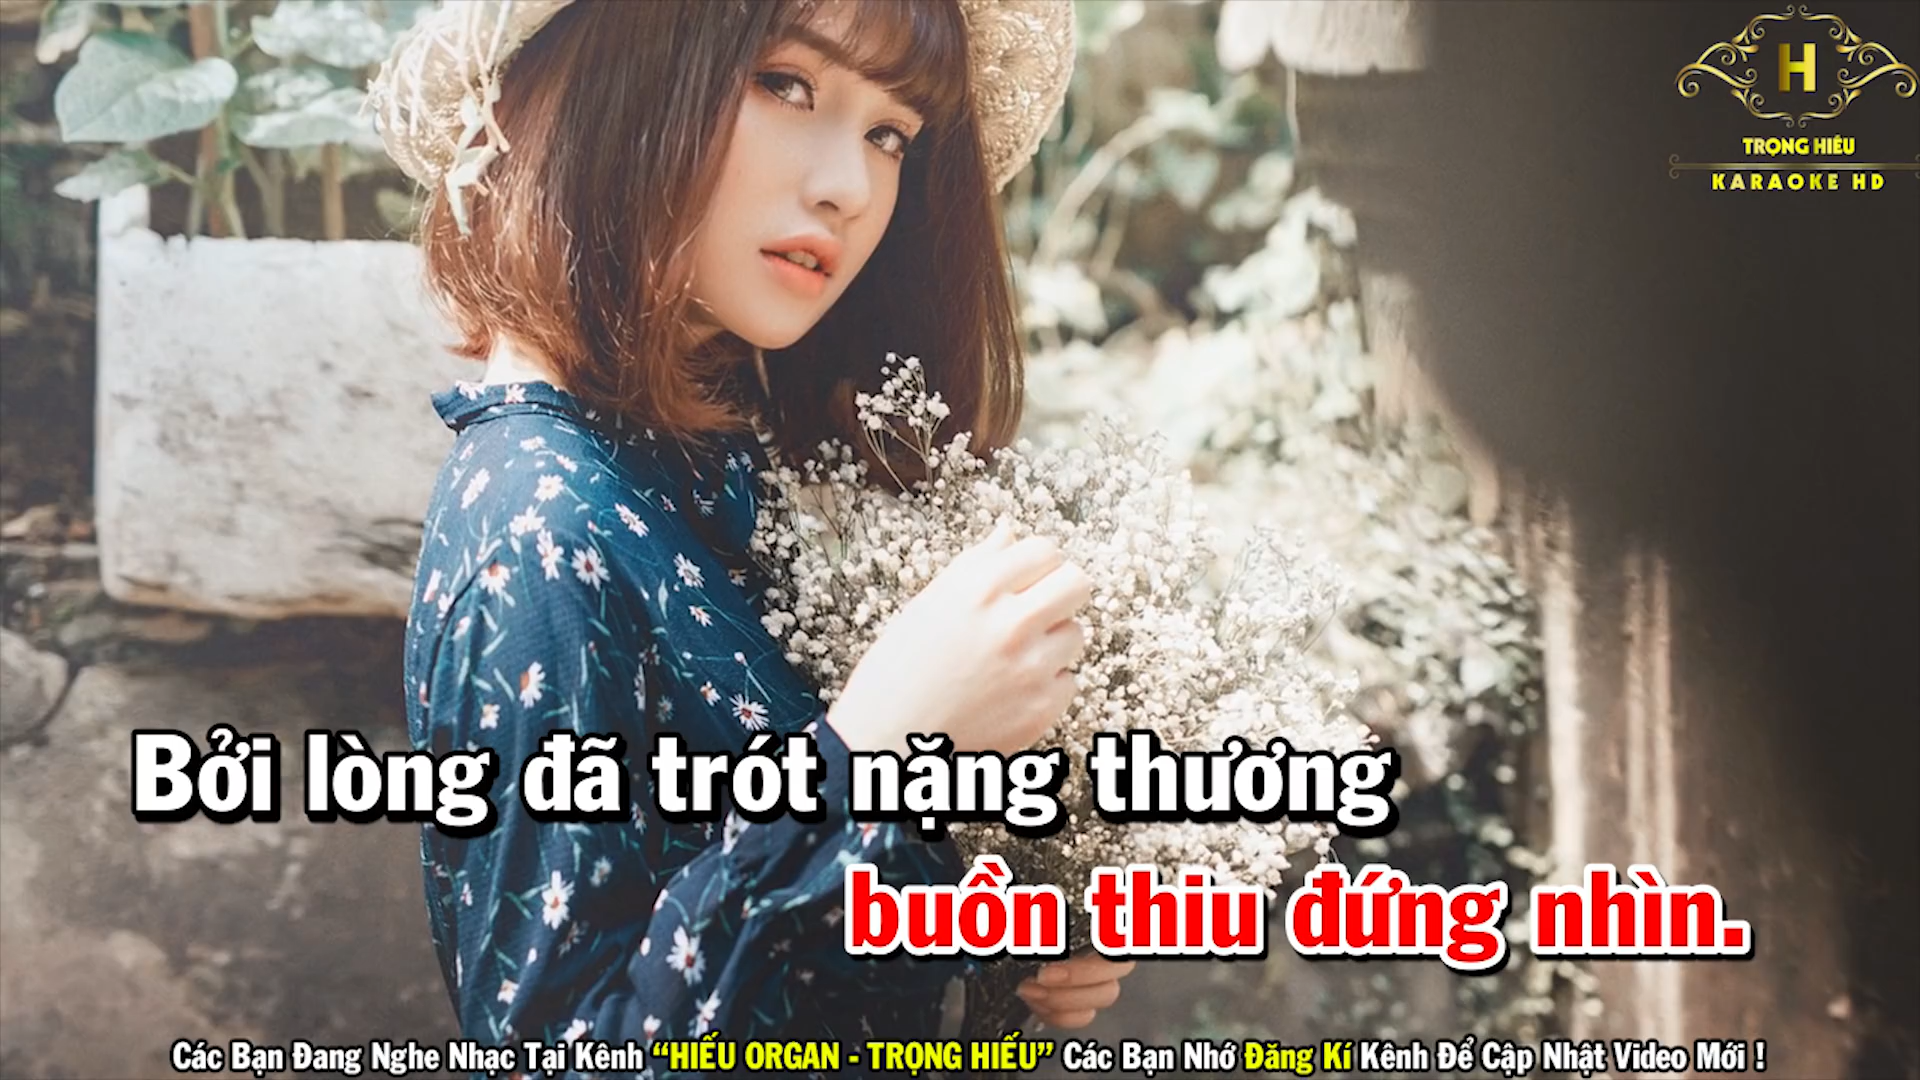 H
TRỌNG HIẾU
KARAOKE HD
Bởi lòng đã trót nặng thương
buồn thiu đứng nhìn.
Các Bạn Đang Nghe Nhạc Tại Kênh “HIẾU ORGAN - TRỌNG HIẾU” Các Bạn Nhớ Đăng Kí Kênh Để Cập Nhật Video Mới !